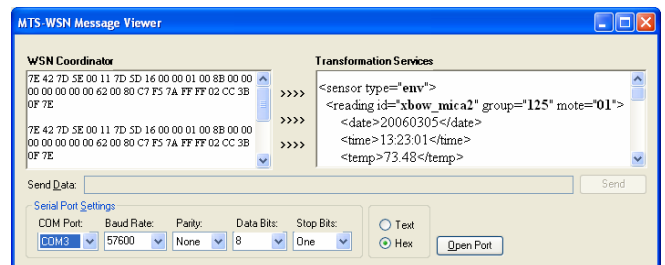 MTS-WSN Message Viewer
WSN Coordinator
7E 42 7D 5E 00 11 7D 5D 16 00 00 01 00 8B 00 00
00 00 00 00 00 62 00 80 C7 F5 7A FF FF 02 CC 3B
0F 7E
7E 42 7D 5E 00 11 7D 5D 16 00 00 01 00 8B 00 00
00 00 00 00 00 62 00 80 C7 F5 7A FF FF 02 CC 3B
0F 7E
>>>>
>>>>
>>>>
Transformation Services
<sensor type="env">
<reading id="xbow_mica2" group="125" mote="01">
<date>20060305</date>
<time>13:23:01</time>
<temp>73.48</temp>
Send Data:
Send
Serial Port Settings
COM Port: Baud Rate: Parity: Data Bits: Stop Bits:
COM3 57600 None 8 One
Text
Hex
Open Port